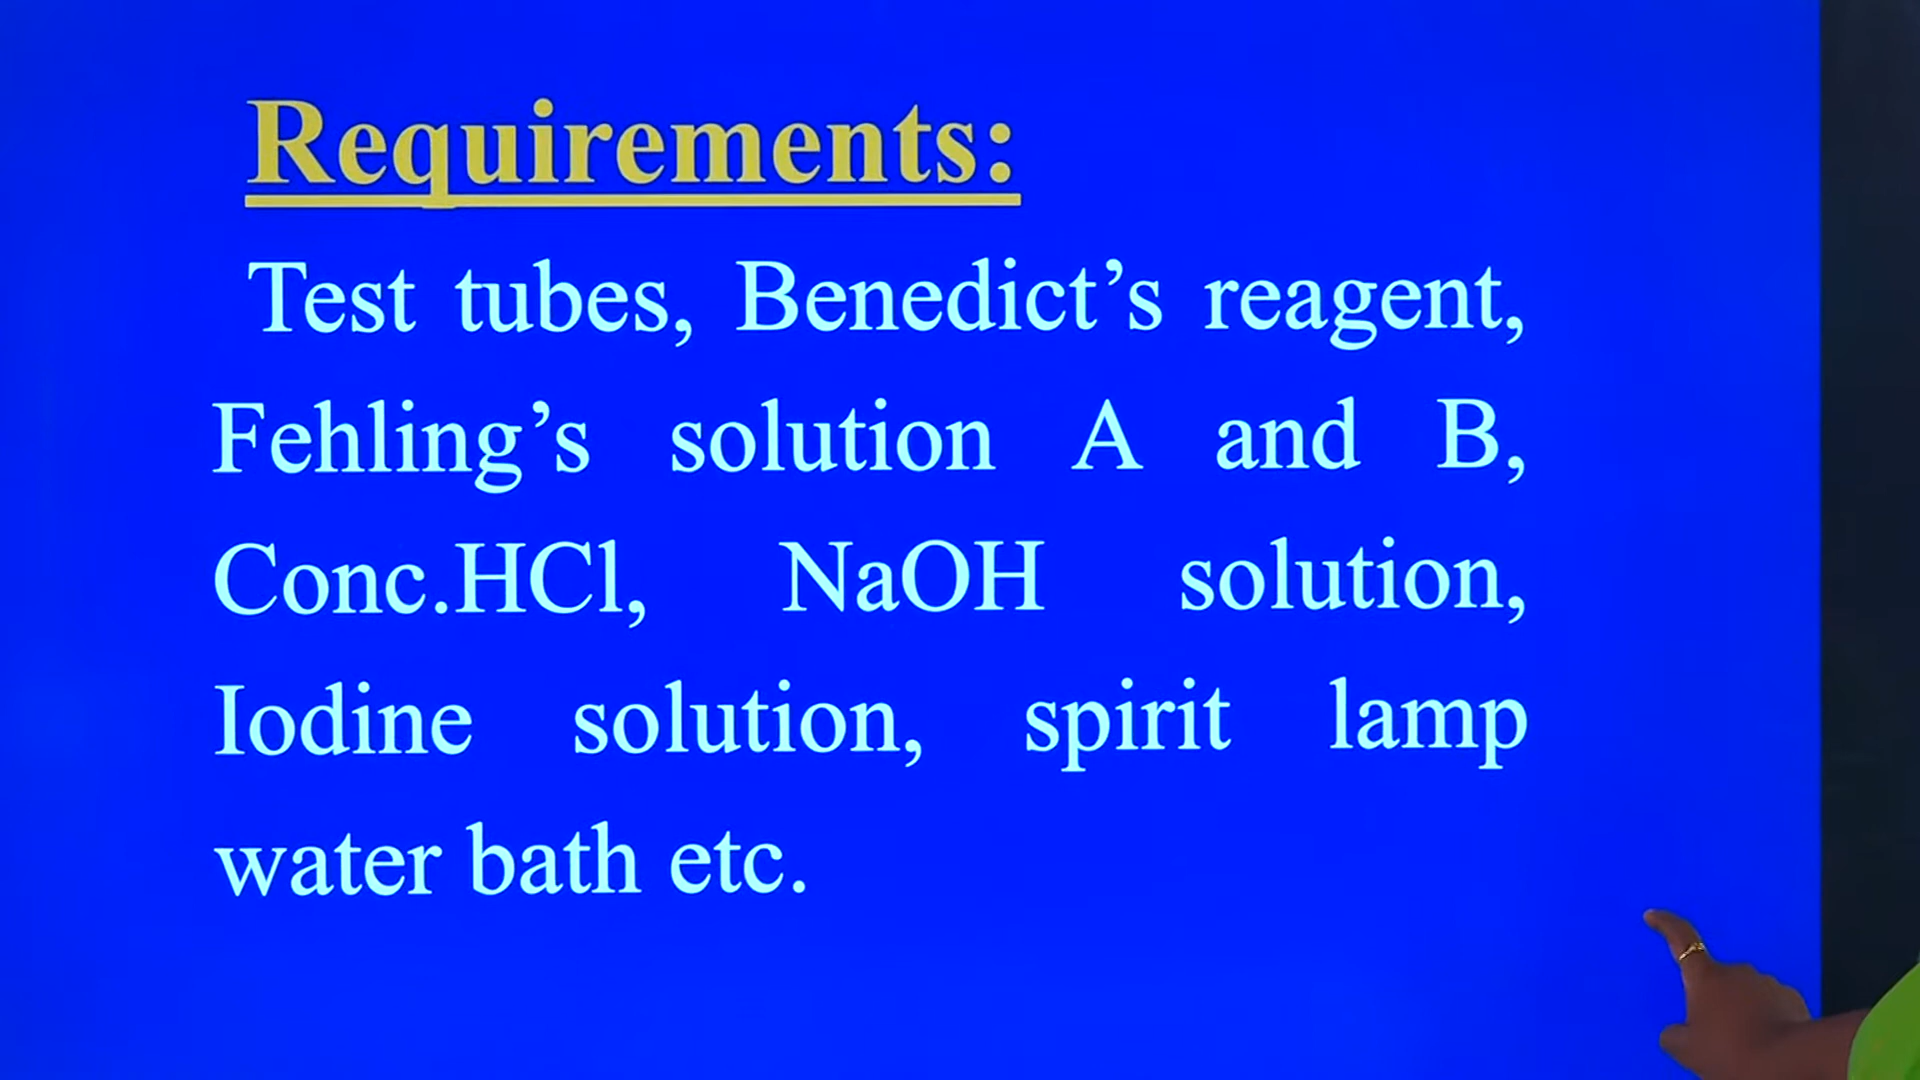 Requirements:
Test tubes, Benedict’s reagent,
Fehling’s solution A and B,
Conc.HCl, NaOH solution,
Iodine solution, spirit lamp
water bath etc.